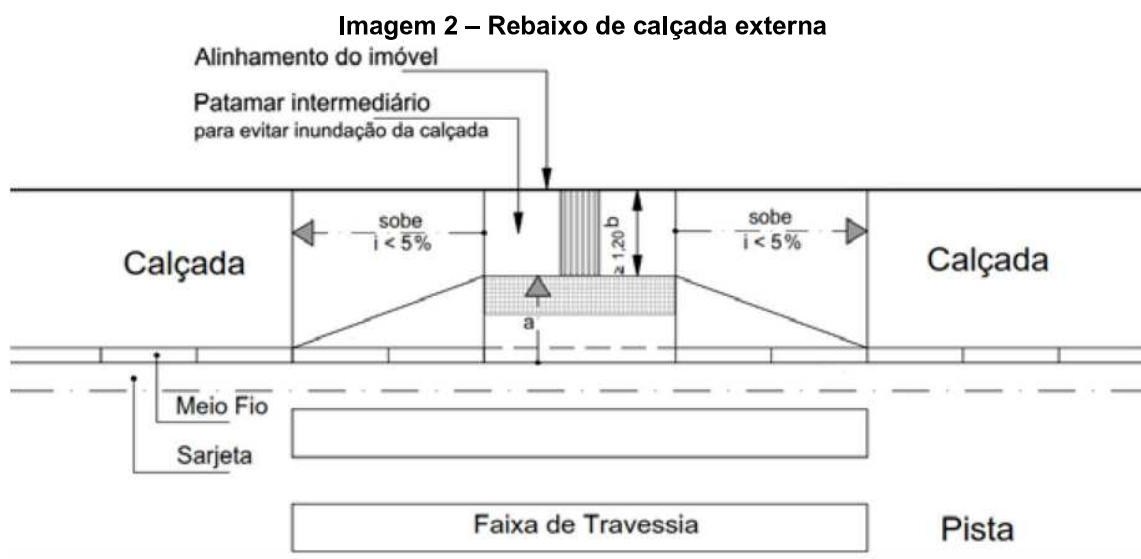 Imagem 2 – Rebaixo de calçada externa
Alinhamento do imóvel
Patamar intermediário
para evitar inundação da calçada
sobe
i < 5%
≥ 1,20 b
sobe
i < 5%
Calçada
Calçada
a
Meio Fio
Sarjeta
Faixa de Travessia
Pista